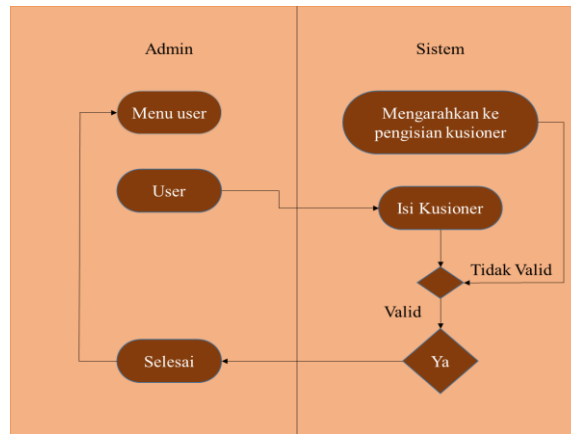 Admin
Sistem
Menu user
Mengarahkan ke
pengisian kusioner
User
Isi Kusioner
Tidak Valid
Valid
Selesai
Ya